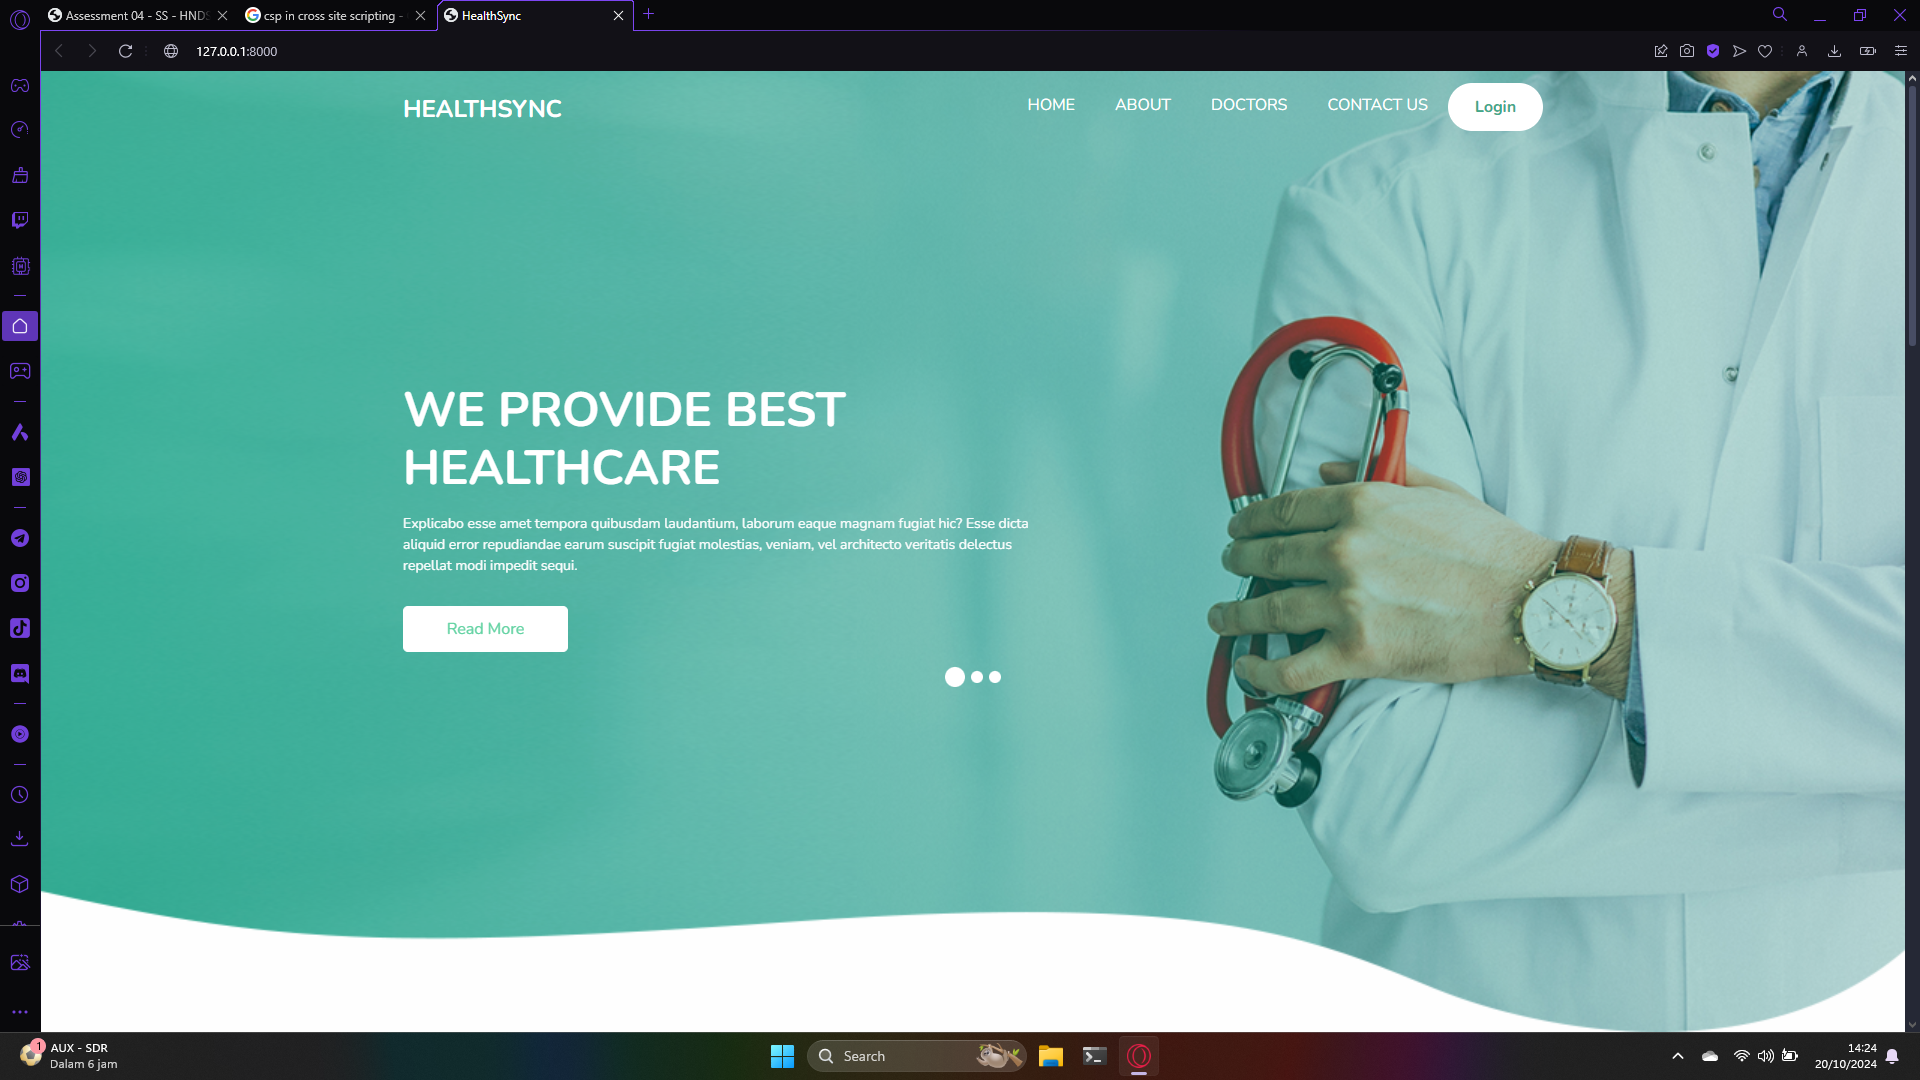 Assessment 04 - SS - HNDS
csp in cross site scripting -
HealthSync
127.0.0.1:8000
HEALTHSYNC
HOME
ABOUT
DOCTORS
CONTACT US
Login
WE PROVIDE BEST
HEALTHCARE
Explicabo esse amet tempora quibusdam laudantium, laborum eaque magnam fugiat hic? Esse dicta
aliquid error repudiandae earum suscipit fugiat molestias, veniam, vel architecto veritatis delectus
repellat modi impedit sequi.
Read More
1
AUX - SDR
Dalam 6 jam
Search
14:24
20/10/2024